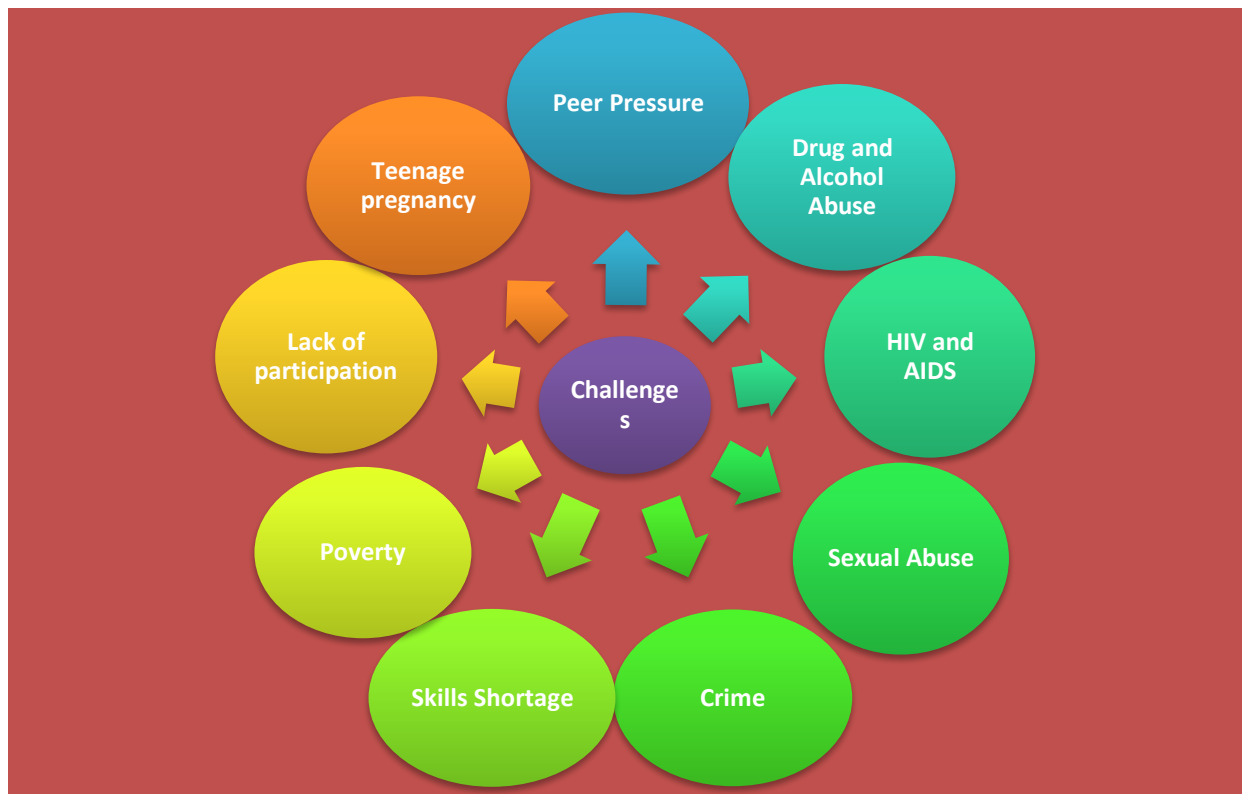 Peer Pressure
Drug and
Alcohol
Abuse
HIV and
AIDS
Sexual Abuse
Crime
Skills Shortage
Poverty
Lack of
participation
Teenage
pregnancy
Challenge
s